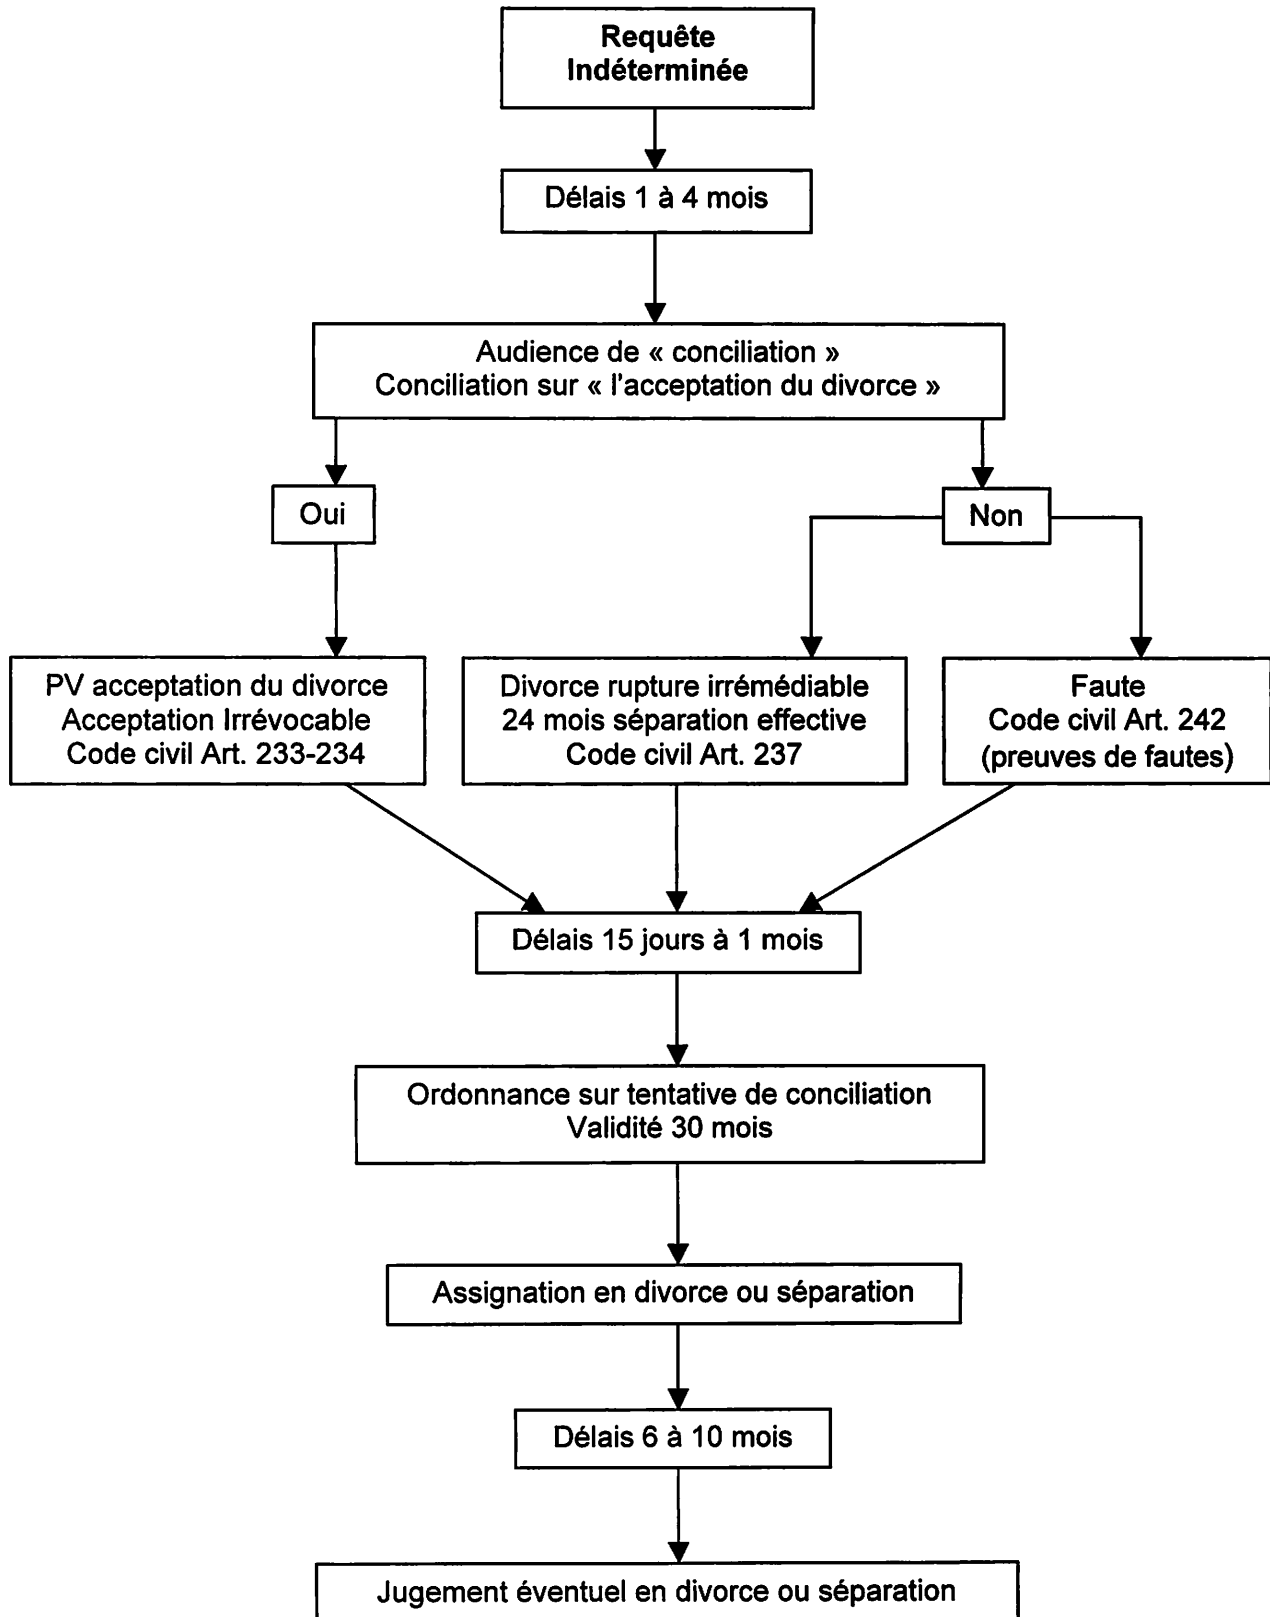 Requête
Indéterminée
Délais 1 à 4 mois
Audience de « conciliation »
Conciliation sur « l'acceptation du divorce »
Oui
Non
PV acceptation du divorce
Acceptation Irrévocable
Code civil Art. 233-234
Divorce rupture irrémédiable
24 mois séparation effective
Code civil Art. 237
Faute
Code civil Art. 242
(preuves de fautes)
Délais 15 jours à 1 mois
Ordonnance sur tentative de conciliation
Validité 30 mois
Assignation en divorce ou séparation
Délais 6 à 10 mois
Jugement éventuel en divorce ou séparation